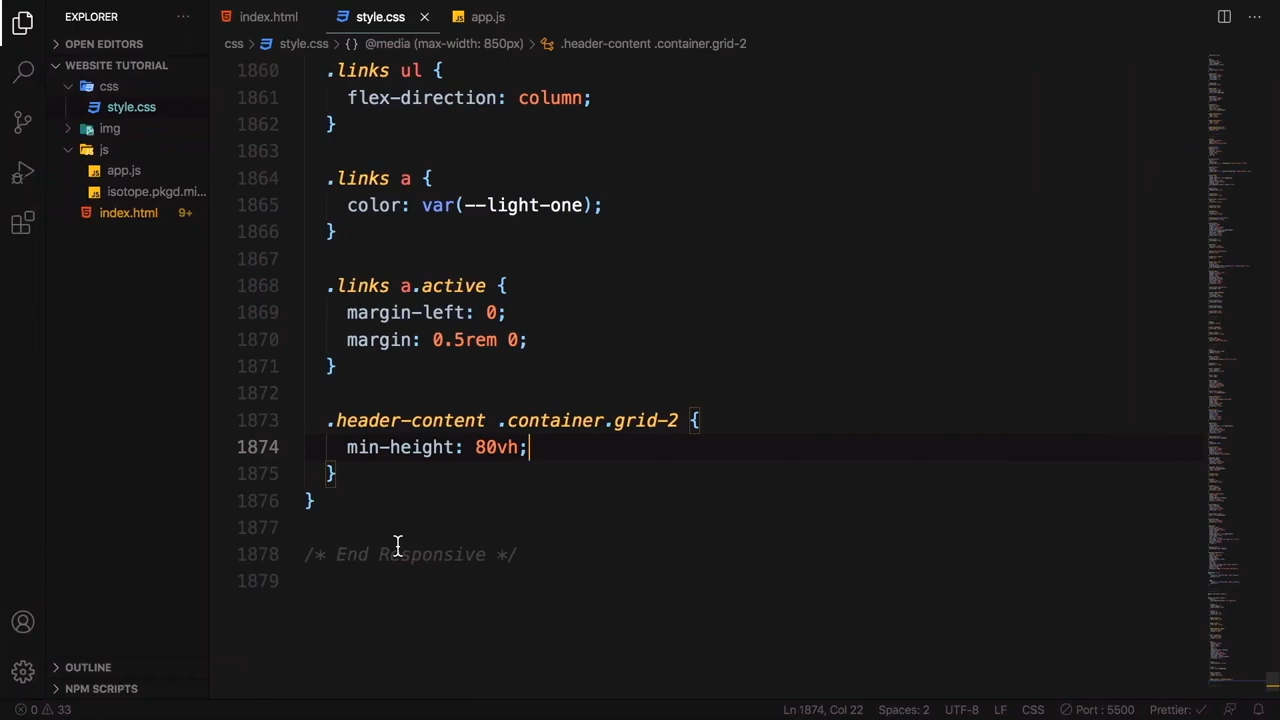 EXPLORER
index.html
style.css
app.js
OPEN EDITORS
css
style.css
@media (max-width: 850px)
.header-content .container.grid-2
WEBSITE TUTORIAL
css
style.css
img
js
app.js
isotope.pkgd.mi...
index.html 9+
1860 .links ul {
1861 flex-direction: column;
1862 }
1863
1864 .links a {
1865 color: var(--light-one);
1866 }
1867
1868 .links a.active {
1869 margin-left: 0;
1870 margin: 0.5rem 0;
1871 }
1872
1873 .header-content .container.grid-2 {
1874 min-height: 80vh;
1875 }
1876 }
1877
1878 /* End Responsive */
1879
OUTLINE
NPM SCRIPTS
0 33
Ln 1874, Col 22
Spaces: 2
UTF-8
LF
CSS
Port : 5500
Prettier: ✓